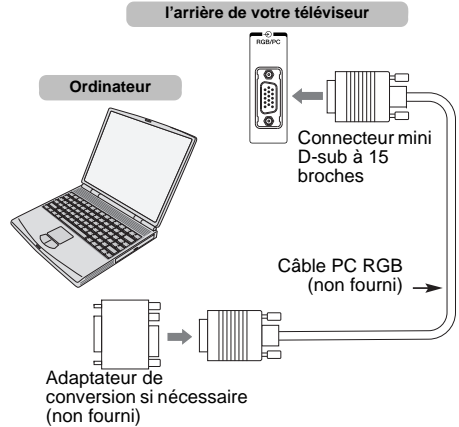 l'arrière de votre téléviseur
RGB/PC
Ordinateur
Connecteur mini
D-sub à 15
broches
Câble PC RGB
(non fourni)
Adaptateur de
conversion si nécessaire
(non fourni)